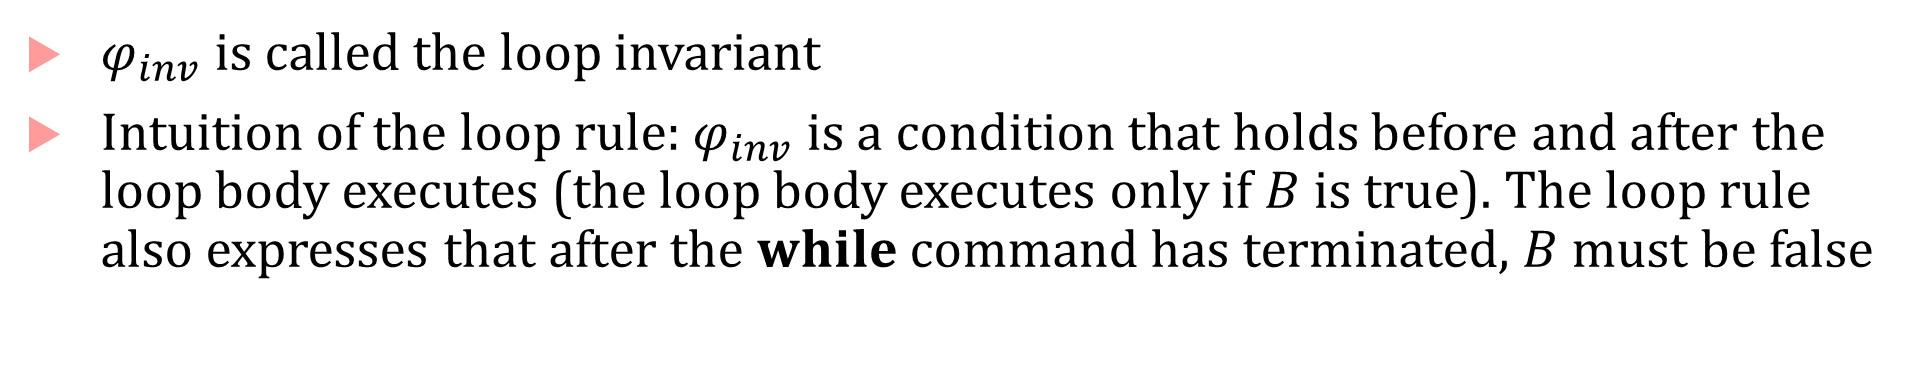 ▶ φ_inv is called the loop invariant
▶ Intuition of the loop rule: φ_inv is a condition that holds before and after the
loop body executes (the loop body executes only if B is true). The loop rule
also expresses that after the while command has terminated, B must be false